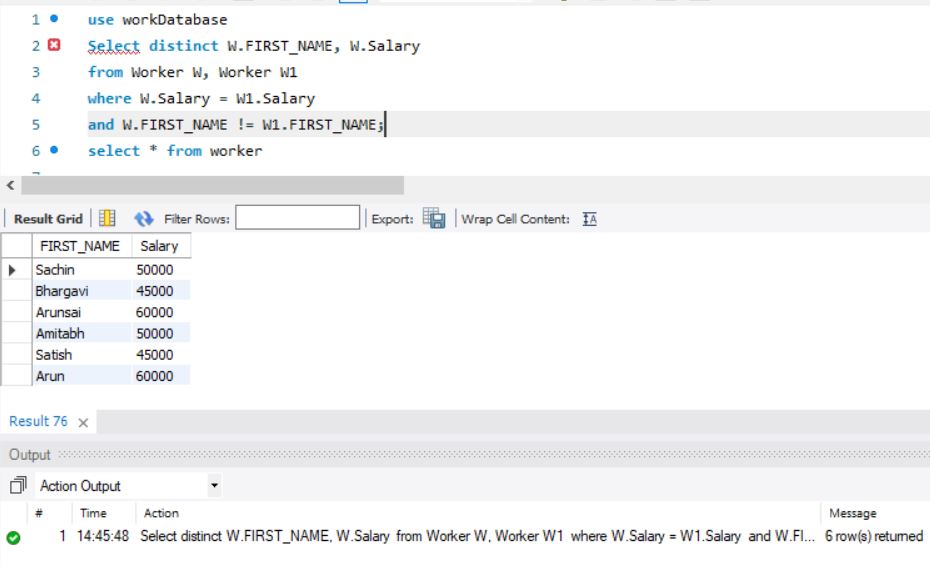 1 use workDatabase
2 Select distinct W.FIRST_NAME, W.Salary
3 from Worker W, Worker W1
4 where W.Salary = W1.Salary
5 and W.FIRST_NAME != W1.FIRST_NAME;
6 select * from worker
Result Grid Filter Rows: Export: Wrap Cell Content:
FIRST_NAME Salary
Sachin 50000
Bhargavi 45000
Arunsai 60000
Amitabh 50000
Satish 45000
Arun 60000
Result 76
Output
Action Output
# Time Action Message
1 14:45:48 Select distinct W.FIRST_NAME, W.Salary from Worker W, Worker W1 where W.Salary = W1.Salary and W.FI... 6 row(s) returned